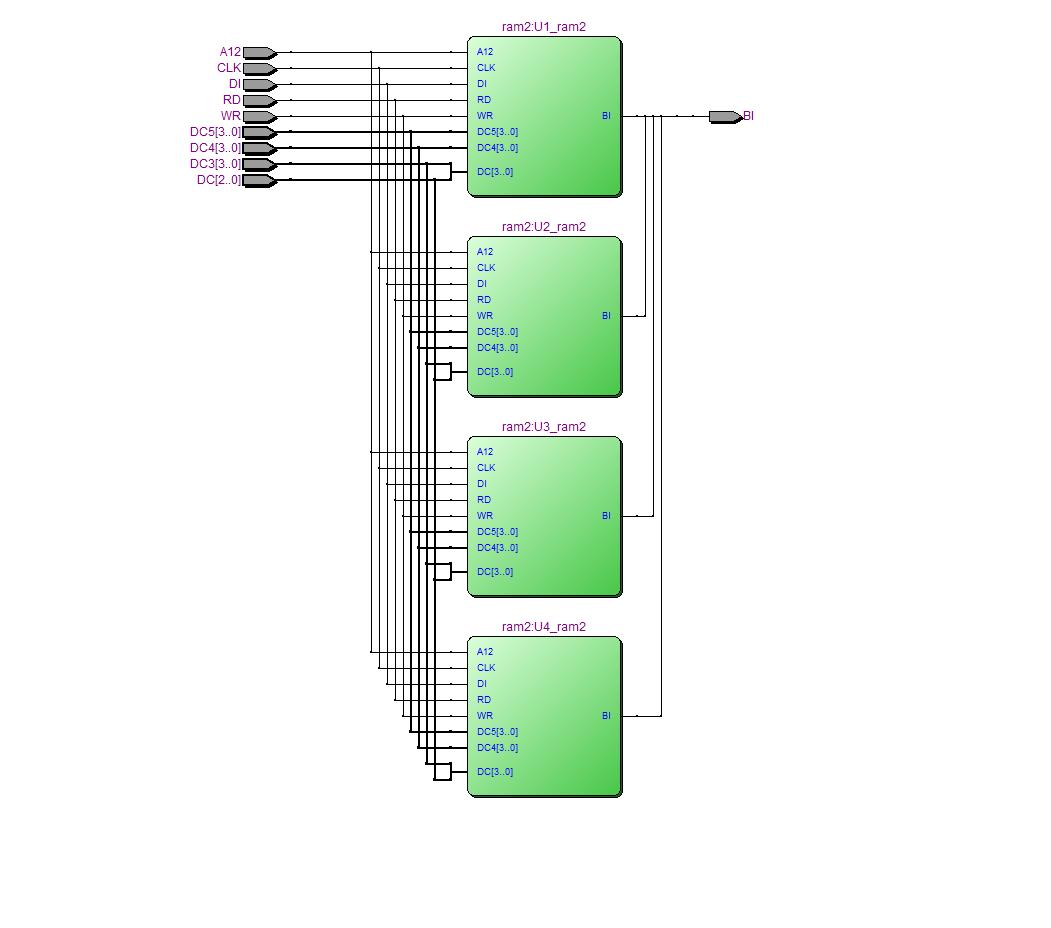 ram2:U1_ram2
A12
CLK
DI
RD
WR
DC5[3..0]
DC4[3..0]
DC3[3..0]
DC[2..0]
A12
CLK
DI
RD
WR
DC5[3..0]
DC4[3..0]
DC[3..0]
BI
BI
ram2:U2_ram2
A12
CLK
DI
RD
WR
DC5[3..0]
DC4[3..0]
DC[3..0]
BI
ram2:U3_ram2
A12
CLK
DI
RD
WR
DC5[3..0]
DC4[3..0]
DC[3..0]
BI
ram2:U4_ram2
A12
CLK
DI
RD
WR
DC5[3..0]
DC4[3..0]
DC[3..0]
BI